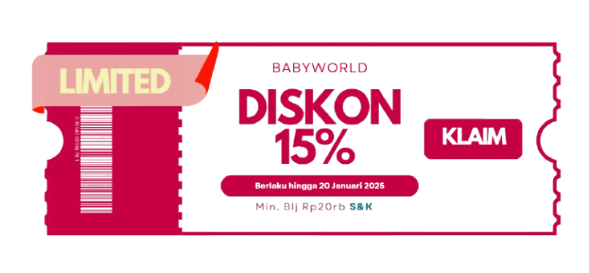 LIMITED
BABYWORLD
DISKON
15%
KLAIM
Berlaku hingga 20 Januari 2025
Min. Blj Rp20rb S&K